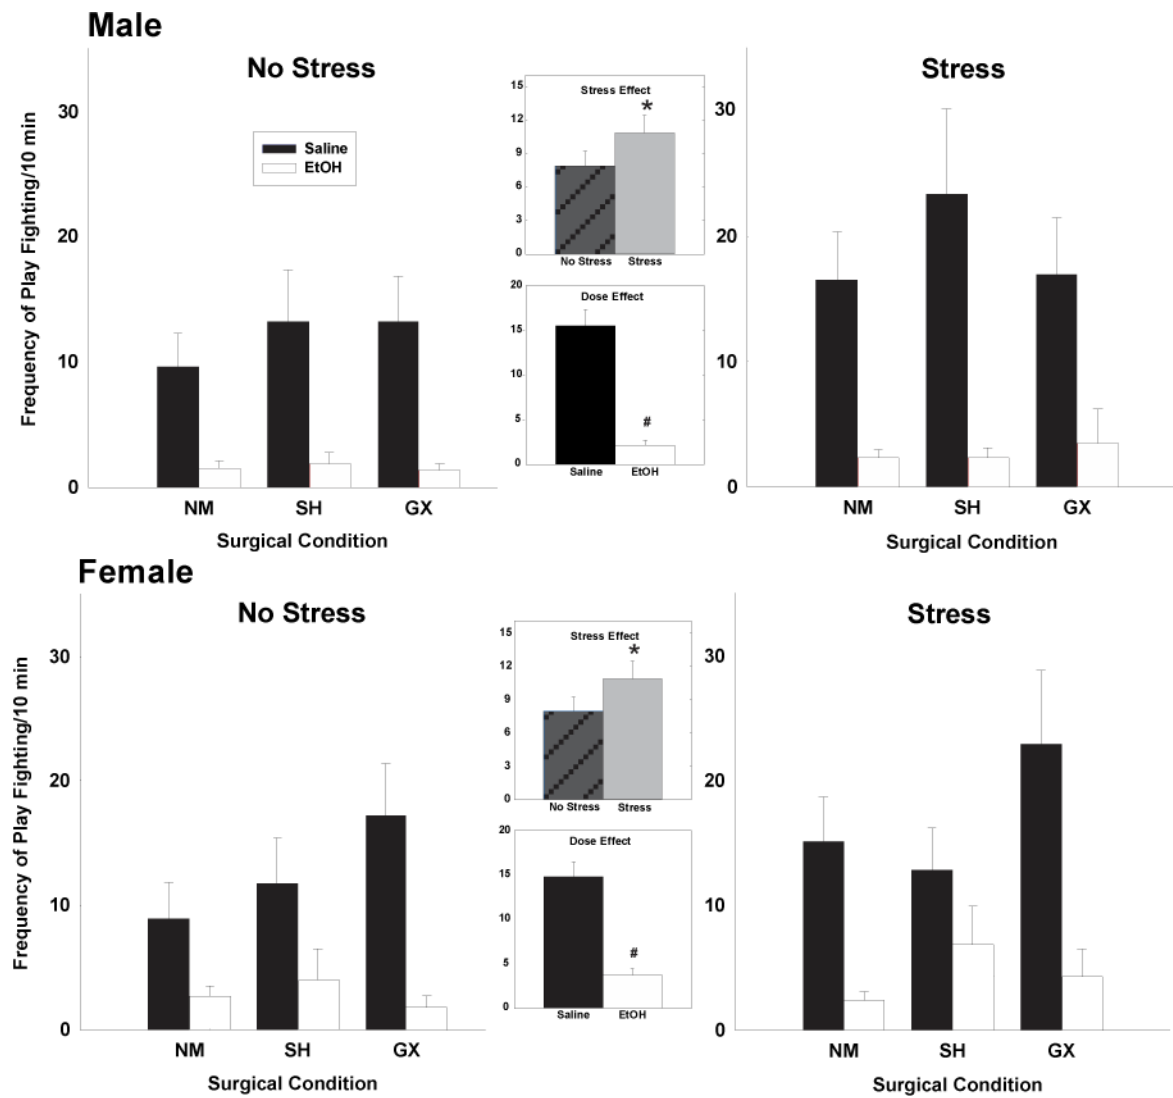 Male
No Stress
Frequency of Play Fighting/10 min
30
20
10
0
Saline
EtOH
NM SH GX
Surgical Condition
Stress Effect
*
15
12
9
6
3
0
No Stress Stress
Dose Effect
20
15
10
5
0
#
Saline EtOH
Stress
30
20
10
0
NM SH GX
Surgical Condition
Female
No Stress
Frequency of Play Fighting/10 min
30
20
10
0
NM SH GX
Surgical Condition
Stress Effect
*
15
12
9
6
3
0
No Stress Stress
Dose Effect
20
15
10
5
0
#
Saline EtOH
Stress
30
20
10
0
NM SH GX
Surgical Condition